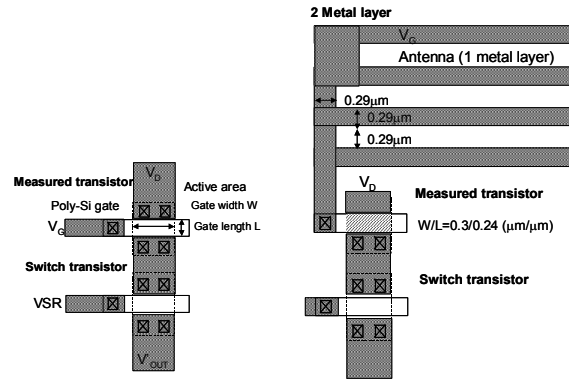 2 Metal layer
V_G
Antenna (1 metal layer)
0.29μm
0.29μm
0.29μm
V_D
Measured transistor
Active area
Poly-Si gate
Gate width W
V_G
Gate length L
Switch transistor
VSR
V'_OUT
V_D
Measured transistor
W/L=0.3/0.24 (μm/μm)
Switch transistor